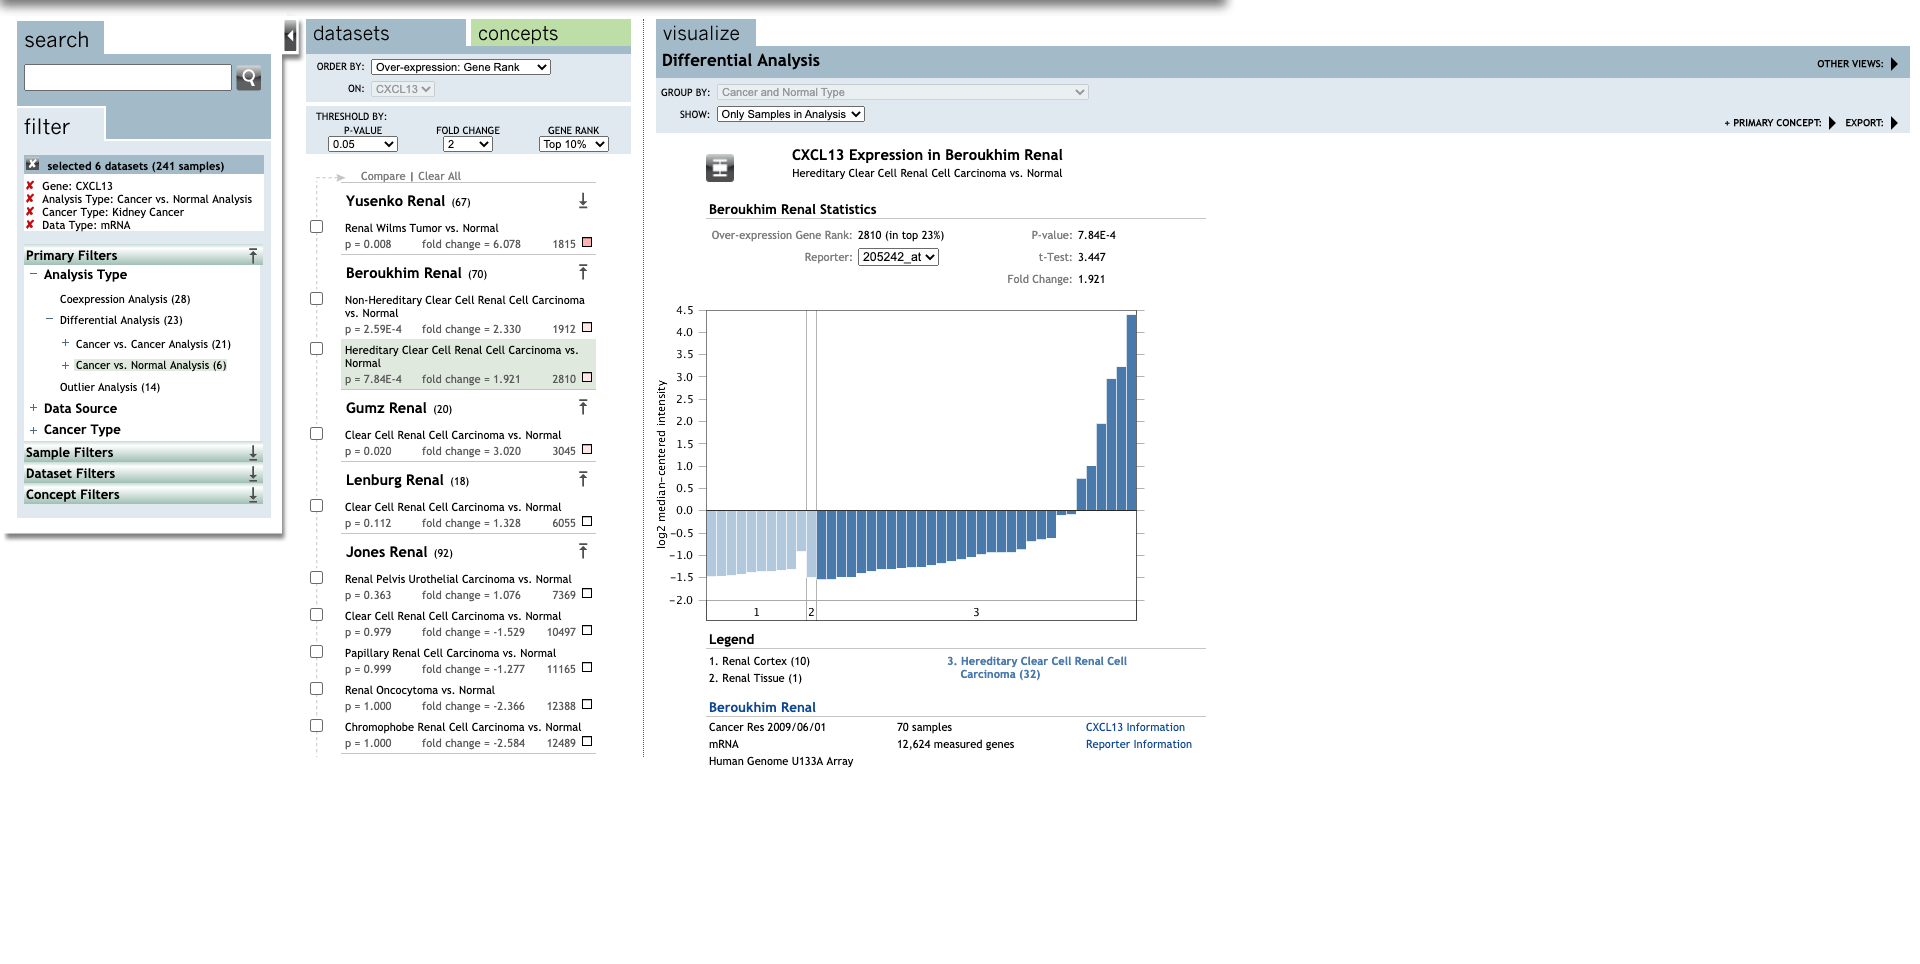 search
filter
selected 6 datasets (241 samples)
Gene: CXCL13
Analysis Type: Cancer vs. Normal Analysis
Cancer Type: Kidney Cancer
Data Type: mRNA
Primary Filters
Analysis Type
Coexpression Analysis (28)
Differential Analysis (23)
Cancer vs. Cancer Analysis (21)
Cancer vs. Normal Analysis (6)
Outlier Analysis (14)
Data Source
Cancer Type
Sample Filters
Dataset Filters
Concept Filters
datasets concepts
ORDER BY: Over-expression: Gene Rank
ON: CXCL13
THRESHOLD BY:
P-VALUE FOLD CHANGE GENE RANK
0.05 2 Top 10%
Compare | Clear All
Yusenko Renal (67)
Renal Wilms Tumor vs. Normal
p = 0.008 fold change = 6.078 1815
Beroukhim Renal (70)
Non-Hereditary Clear Cell Renal Cell Carcinoma
vs. Normal
p = 2.59E-4 fold change = 2.330 1912
Hereditary Clear Cell Renal Cell Carcinoma vs.
Normal
p = 7.84E-4 fold change = 1.921 2810
Gumz Renal (20)
Clear Cell Renal Cell Carcinoma vs. Normal
p = 0.020 fold change = 3.020 3045
Lenburg Renal (18)
Clear Cell Renal Cell Carcinoma vs. Normal
p = 0.112 fold change = 1.328 6055
Jones Renal (92)
Renal Pelvis Urothelial Carcinoma vs. Normal
p = 0.363 fold change = 1.076 7369
Clear Cell Renal Cell Carcinoma vs. Normal
p = 0.979 fold change = -1.529 10497
Papillary Renal Cell Carcinoma vs. Normal
p = 0.999 fold change = -1.277 11165
Renal Oncocytoma vs. Normal
p = 1.000 fold change = -2.366 12388
Chromophobe Renal Cell Carcinoma vs. Normal
p = 1.000 fold change = -2.584 12489
visualize
Differential Analysis
OTHER VIEWS:
GROUP BY: Cancer and Normal Type
SHOW: Only Samples in Analysis
+ PRIMARY CONCEPT: EXPORT:
CXCL13 Expression in Beroukhim Renal
Hereditary Clear Cell Renal Cell Carcinoma vs. Normal
Beroukhim Renal Statistics
Over-expression Gene Rank: 2810 (in top 23%) P-value: 7.84E-4
Reporter: 205242_at t-Test: 3.447
Fold Change: 1.921
log2 median-centered intensity
4.5
4.0
3.5
3.0
2.5
2.0
1.5
1.0
0.5
0.0
-0.5
-1.0
-1.5
-2.0
1 2 3
Legend
1. Renal Cortex (10)
2. Renal Tissue (1)
3. Hereditary Clear Cell Renal Cell
Carcinoma (32)
Beroukhim Renal
Cancer Res 2009/06/01 70 samples CXCL13 Information
mRNA 12,624 measured genes Reporter Information
Human Genome U133A Array